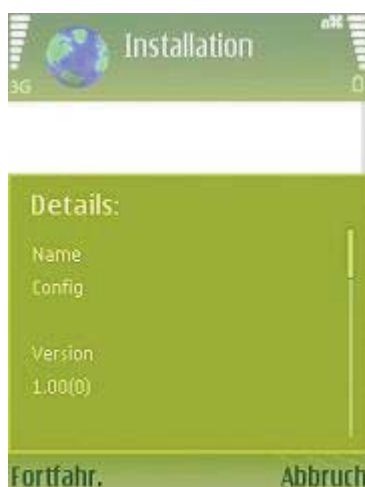 Installation
3G
Details:
Name
Config
Version
1.00(0)
Fortfahr.
Abbruch